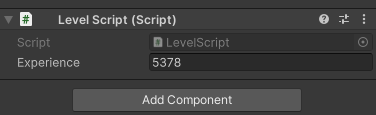 Level Script (Script)
Script LevelScript
Experience 5378
Add Component